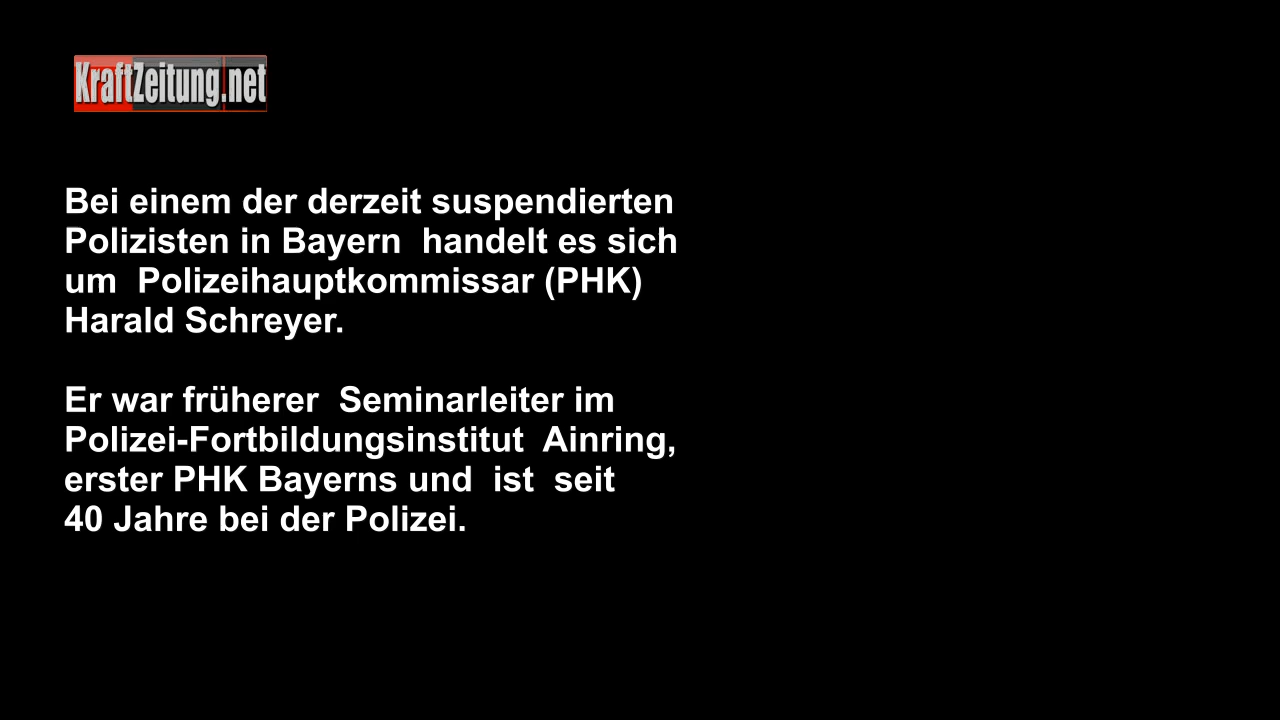 KraftZeitung.net
Bei einem der derzeit suspendierten
Polizisten in Bayern handelt es sich
um Polizeihauptkommissar (PHK)
Harald Schreyer.
Er war früherer Seminarleiter im
Polizei-Fortbildungsinstitut Ainring,
erster PHK Bayerns und ist seit
40 Jahre bei der Polizei.